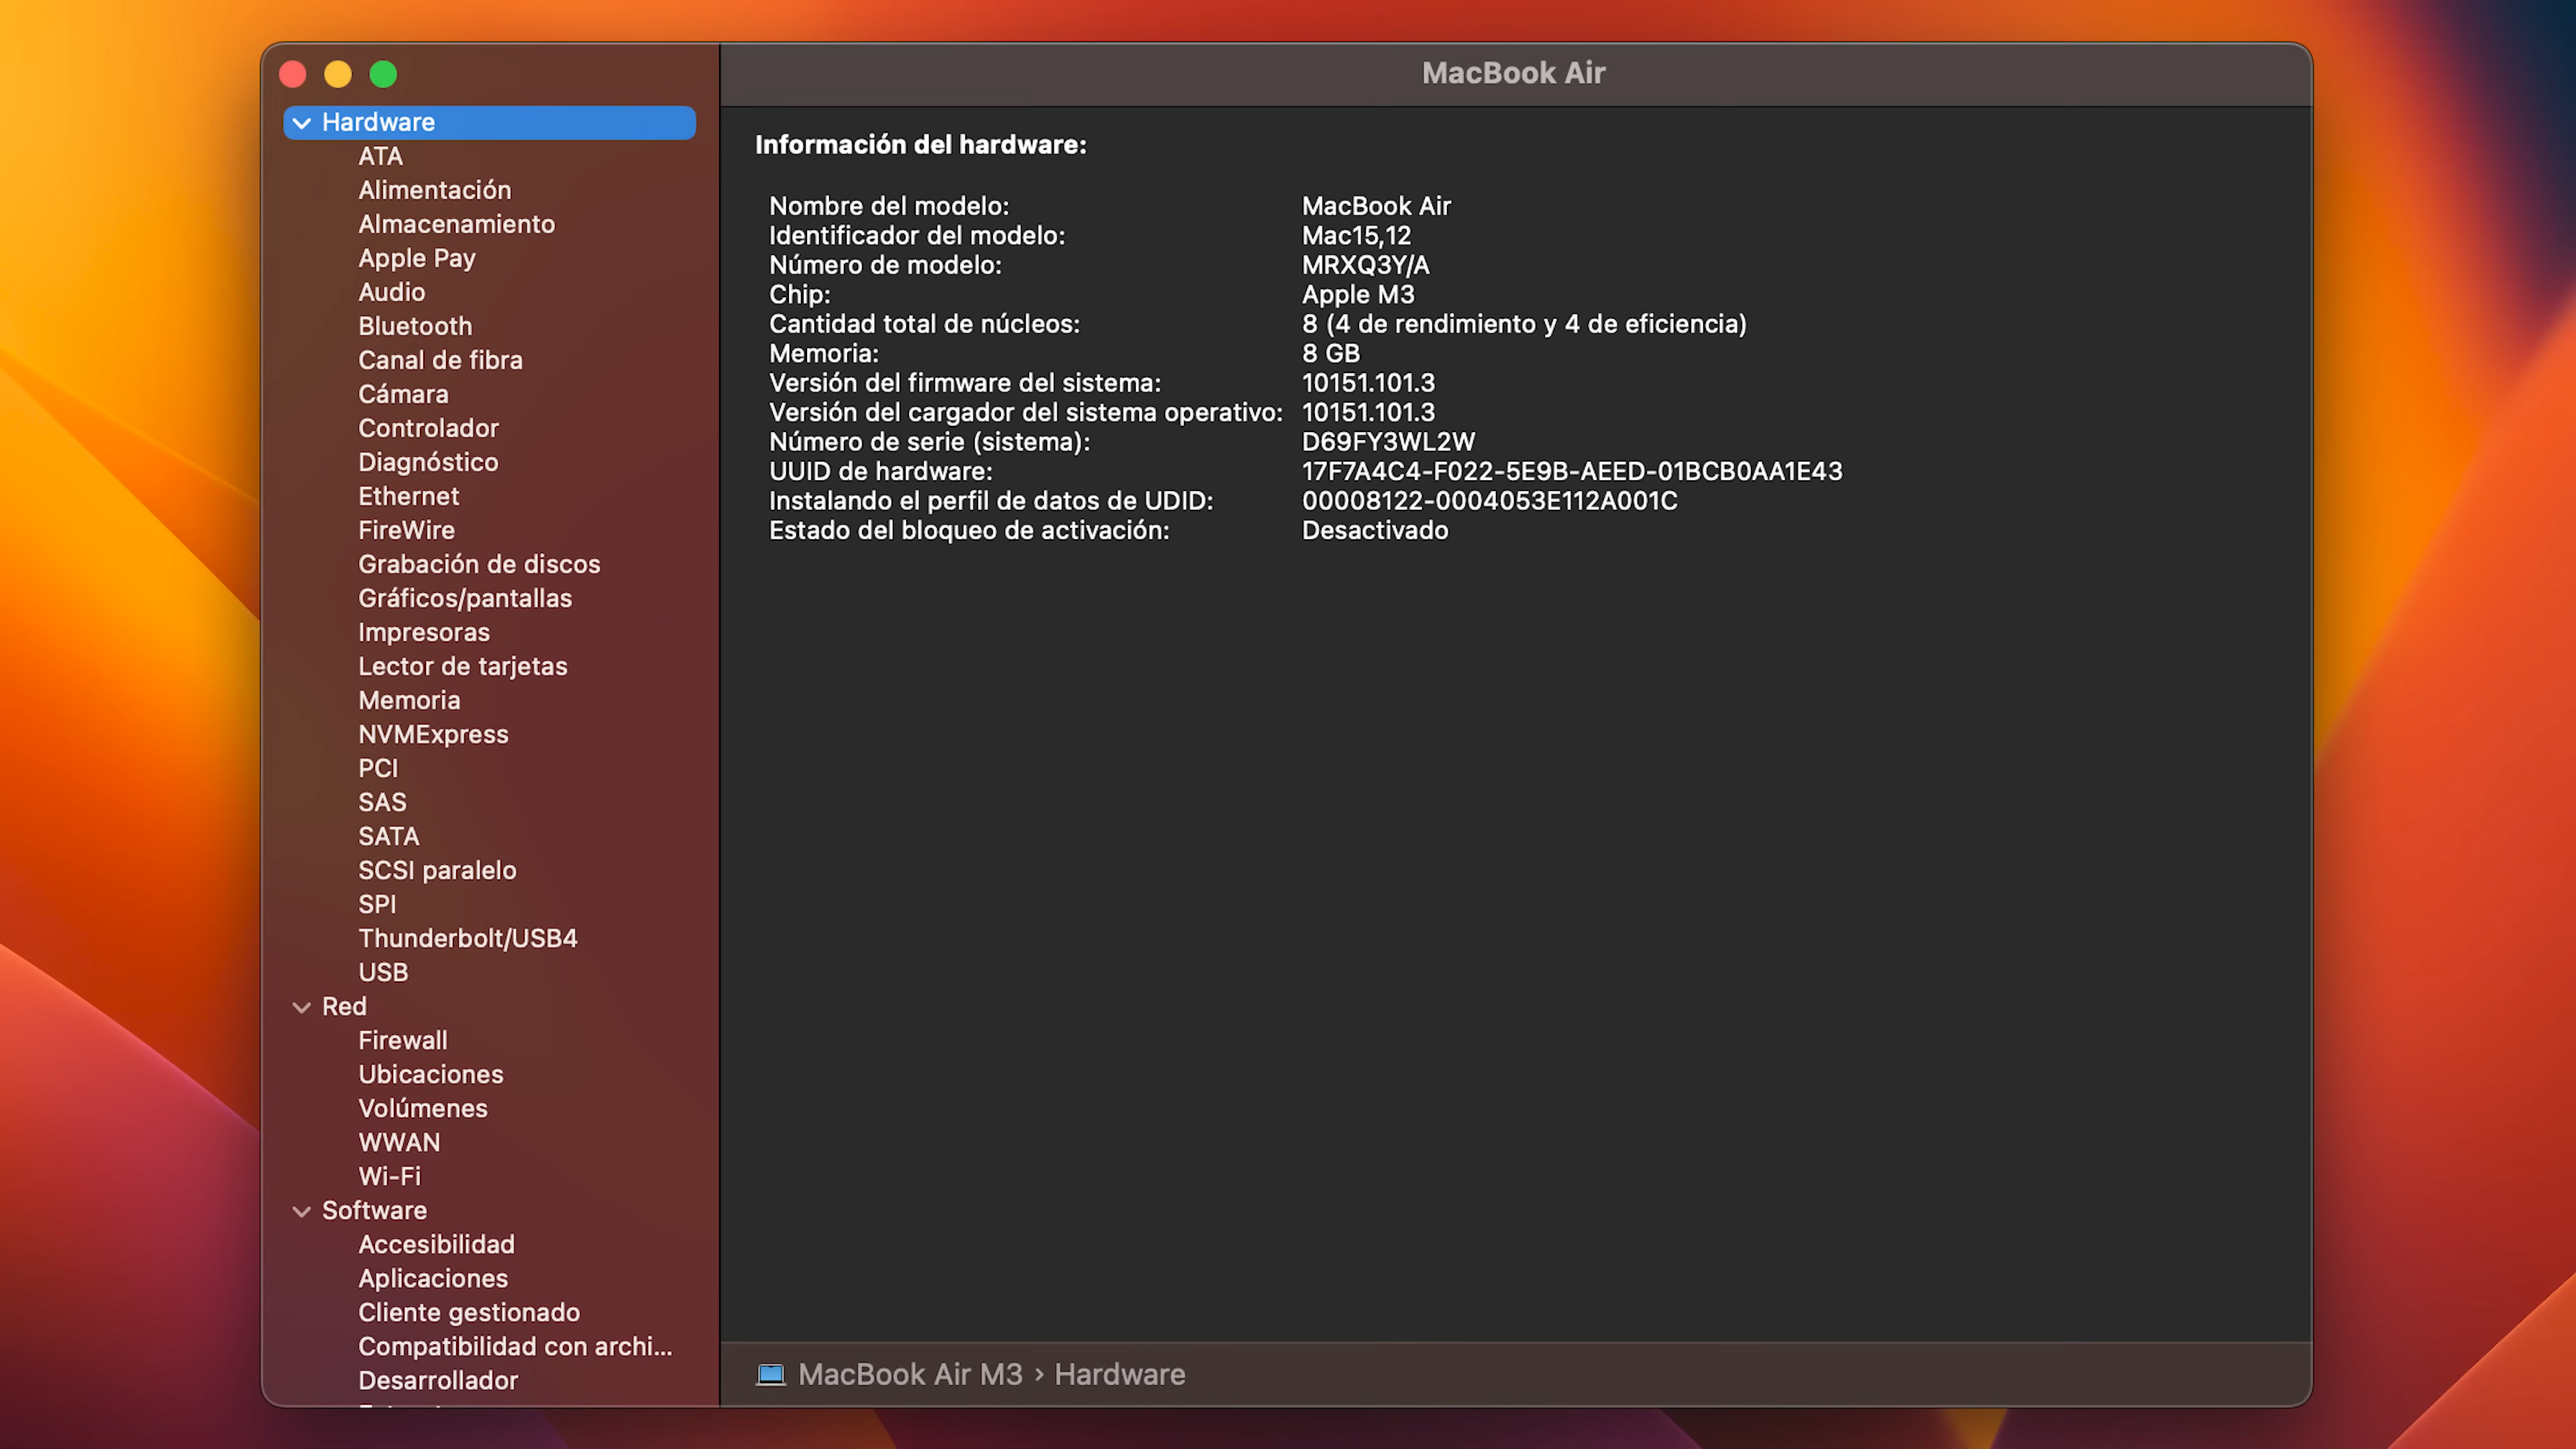 MacBook Air
Hardware
ATA
Alimentación
Almacenamiento
Apple Pay
Audio
Bluetooth
Canal de fibra
Cámara
Controlador
Diagnóstico
Ethernet
FireWire
Grabación de discos
Gráficos/pantallas
Impresoras
Lector de tarjetas
Memoria
NVMExpress
PCI
SAS
SATA
SCSI paralelo
SPI
Thunderbolt/USB4
USB
Red
Firewall
Ubicaciones
Volúmenes
WWAN
Wi-Fi
Software
Accesibilidad
Aplicaciones
Cliente gestionado
Compatibilidad con archi...
Desarrollador
Información del hardware:
Nombre del modelo: MacBook Air
Identificador del modelo: Mac15,12
Número de modelo: MRXQ3Y/A
Chip: Apple M3
Cantidad total de núcleos: 8 (4 de rendimiento y 4 de eficiencia)
Memoria: 8 GB
Versión del firmware del sistema: 10151.101.3
Versión del cargador del sistema operativo: 10151.101.3
Número de serie (sistema): D69FY3WL2W
UUID de hardware: 17F7A4C4-F022-5E9B-AEED-01BCB0AA1E43
Instalando el perfil de datos de UDID: 00008122-0004053E112A001C
Estado del bloqueo de activación: Desactivado
MacBook Air M3 › Hardware